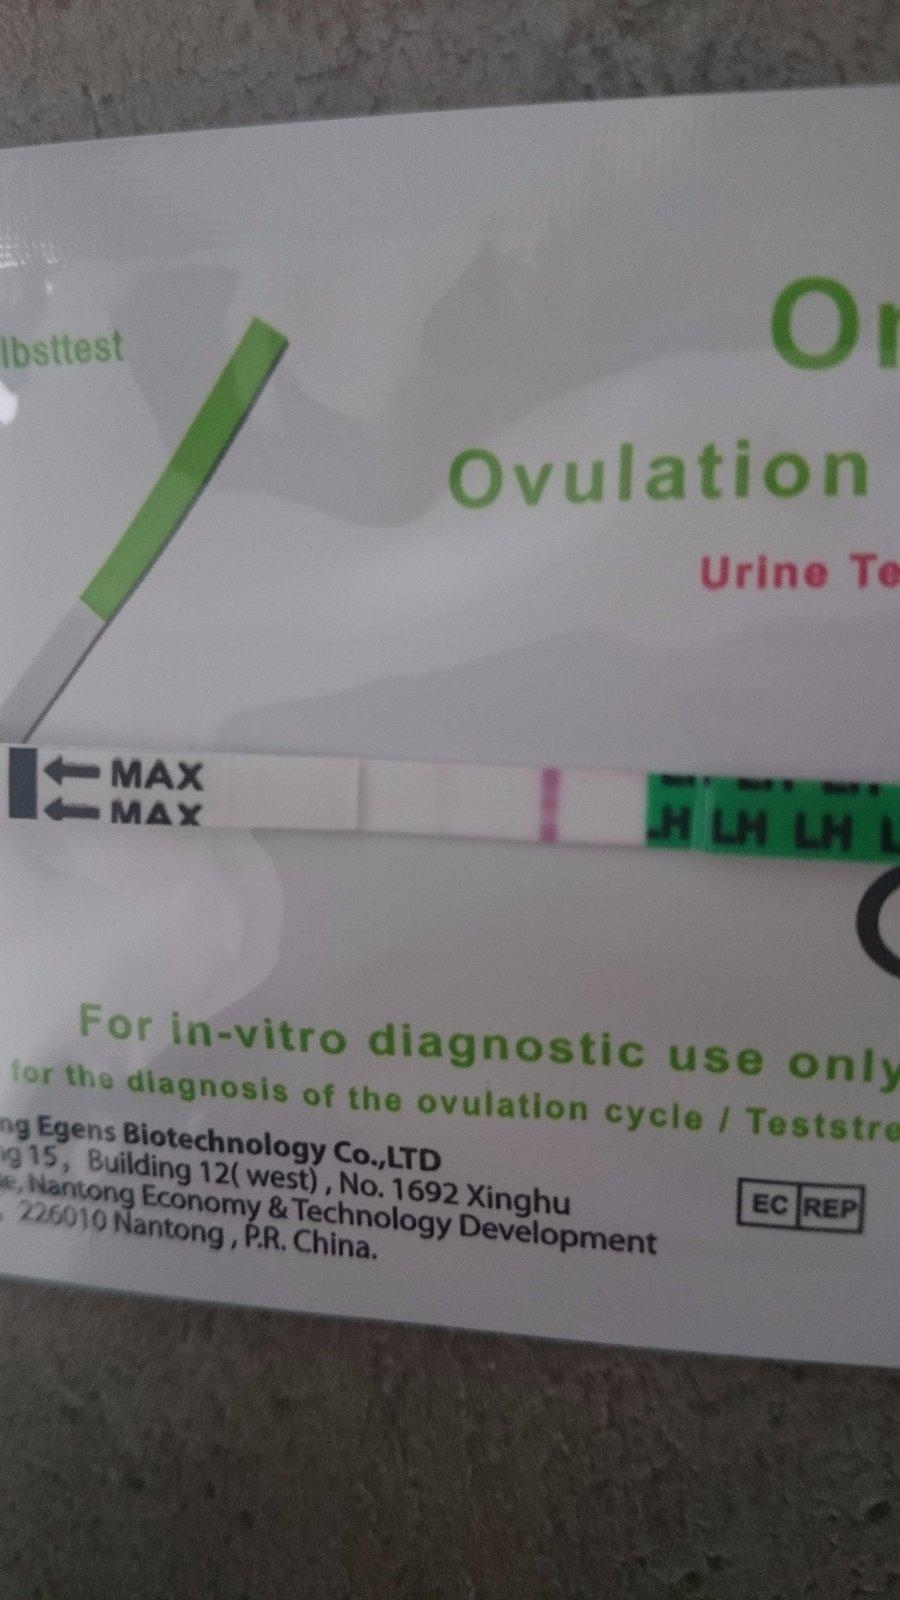 lbsttest
Ovulation
Urine
MAX
MAX
LH LH LH
For in-vitro diagnostic use only
for the diagnosis of the ovulation cycle /
Egens Biotechnology Co.,LTD
15, Building 12( west) , No. 1692 Xinghu
Nantong Economy & Technology Development
226010 Nantong , P.R. China.
EC REP